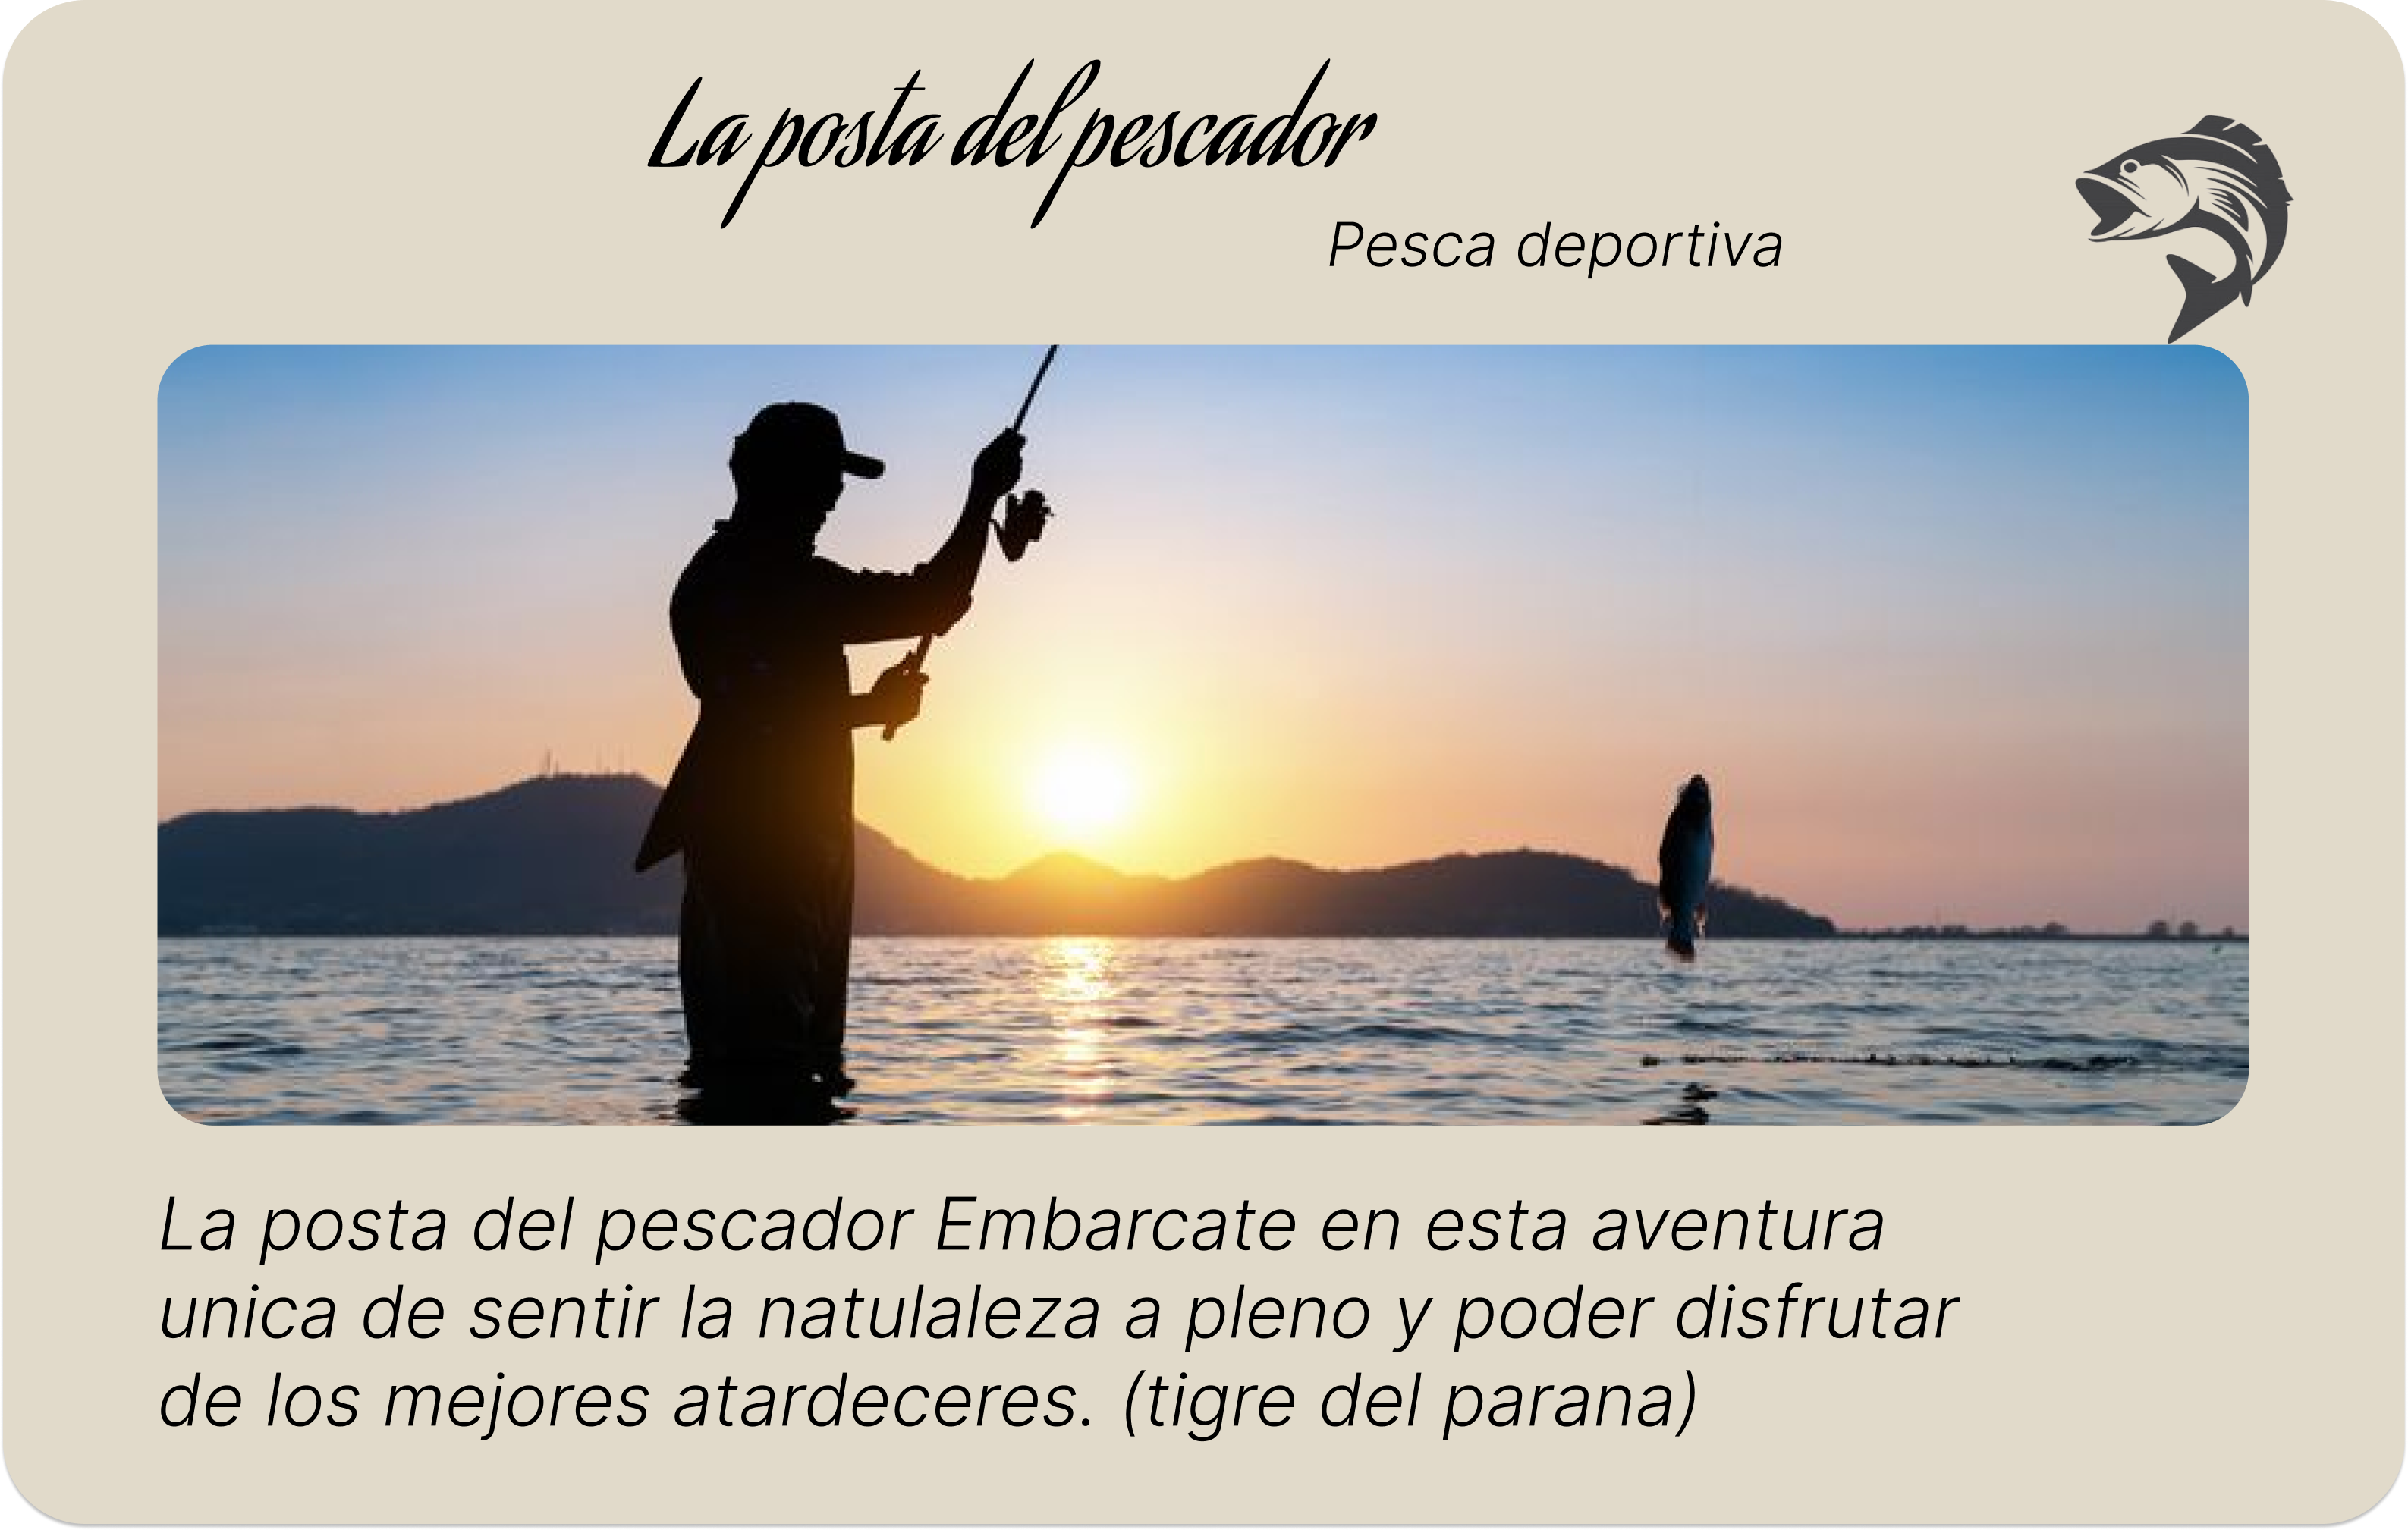 La posta del pescador
Pesca deportiva
La posta del pescador Embarcate en esta aventura
unica de sentir la natulaleza a pleno y poder disfrutar
de los mejores atardeceres. (tigre del parana)